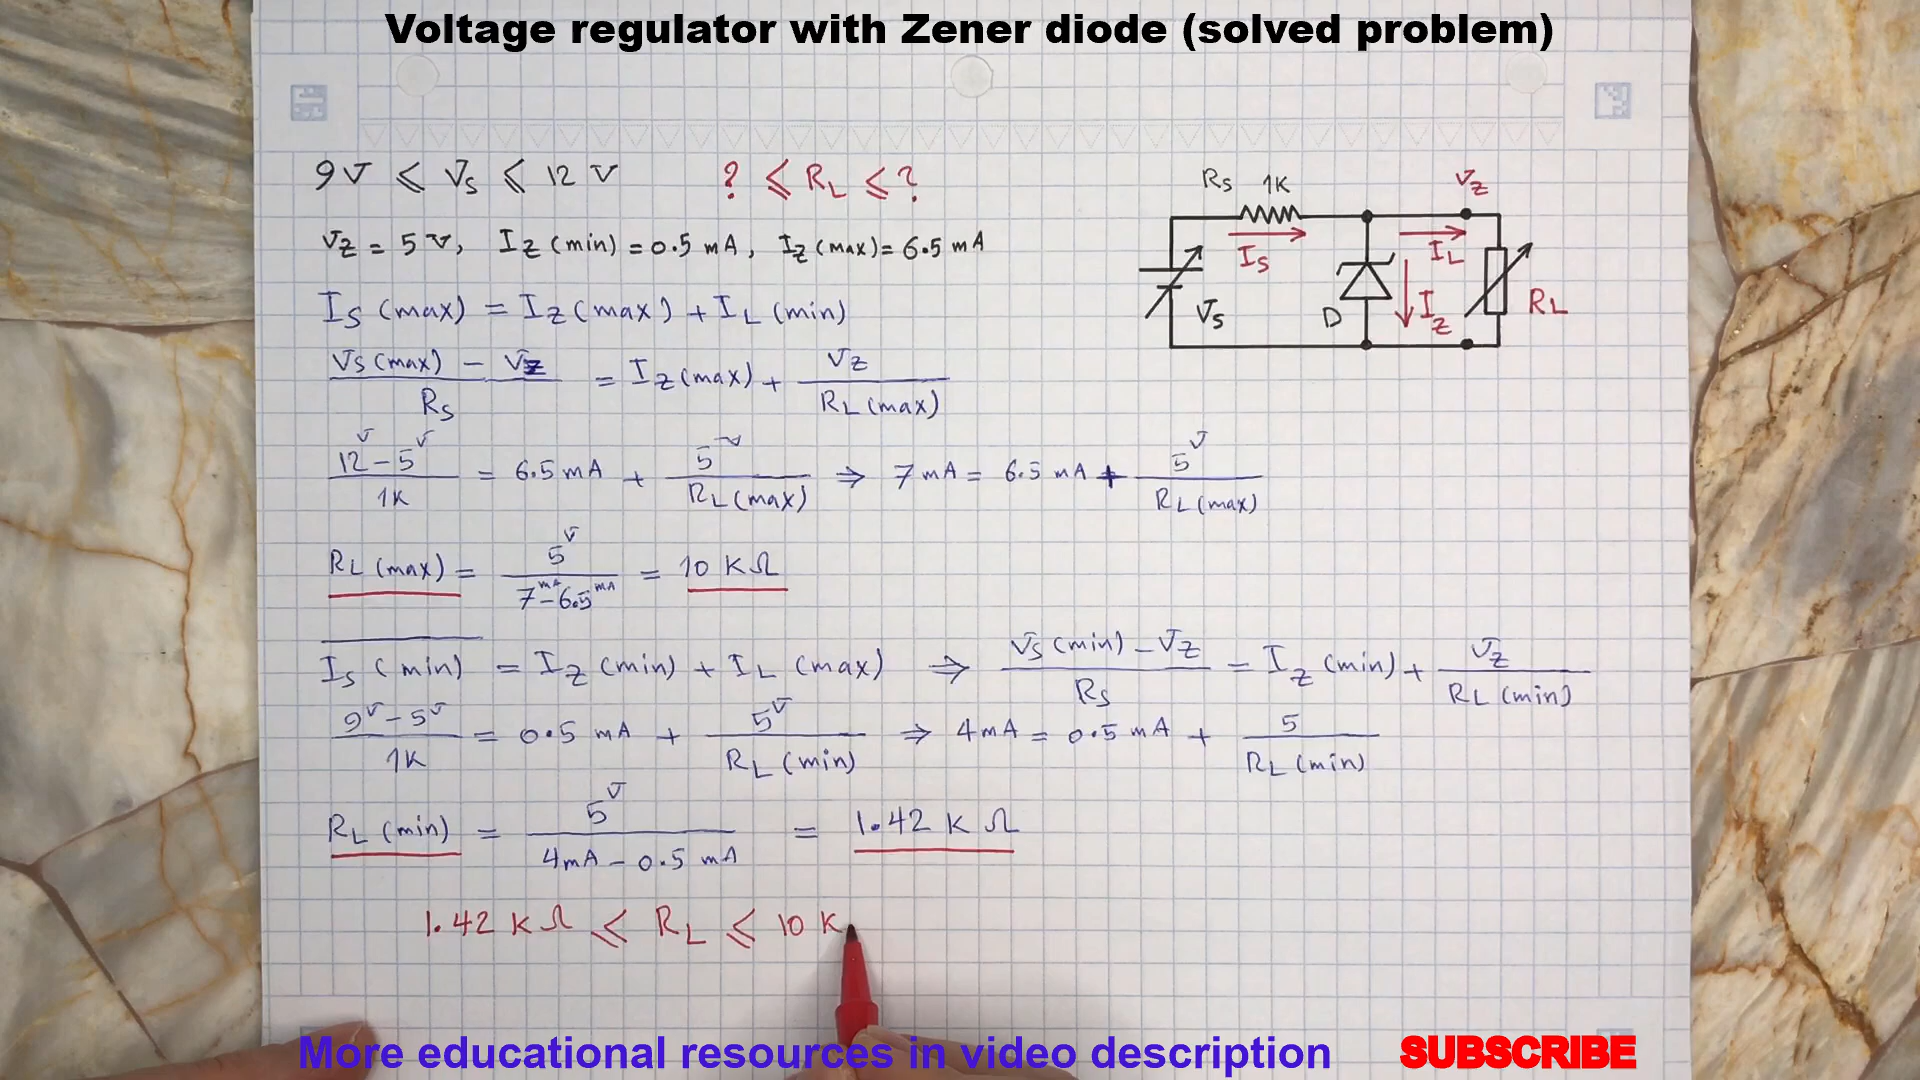 Voltage regulator with Zener diode (solved problem)
9V ≤ Vs ≤ 12 V
? ≤ RL ≤ ?
Vz = 5V, Iz (min) = 0.5 mA, Iz (max) = 6.5 mA
Rs 1K
Vz
Is
IL
Vs
D
Iz
RL
Is (max) = Iz (max) + IL (min)
Vs (max) - Vz / Rs = Iz (max) + Vz / RL (max)
12V - 5V / 1K = 6.5 mA + 5V / RL (max) ⇒ 7 mA = 6.5 mA + 5V / RL (max)
RL (max) = 5V / 7mA - 6.5mA = 10 KΩ
Is (min) = Iz (min) + IL (max) ⇒ Vs (min) - Vz / Rs = Iz (min) + Vz / RL (min)
9V - 5V / 1K = 0.5 mA + 5V / RL (min) ⇒ 4mA = 0.5 mA + 5 / RL (min)
RL (min) = 5V / 4mA - 0.5 mA = 1.42 K Ω
1.42 K Ω ≤ RL ≤ 10 K
More educational resources in video description
SUBSCRIBE